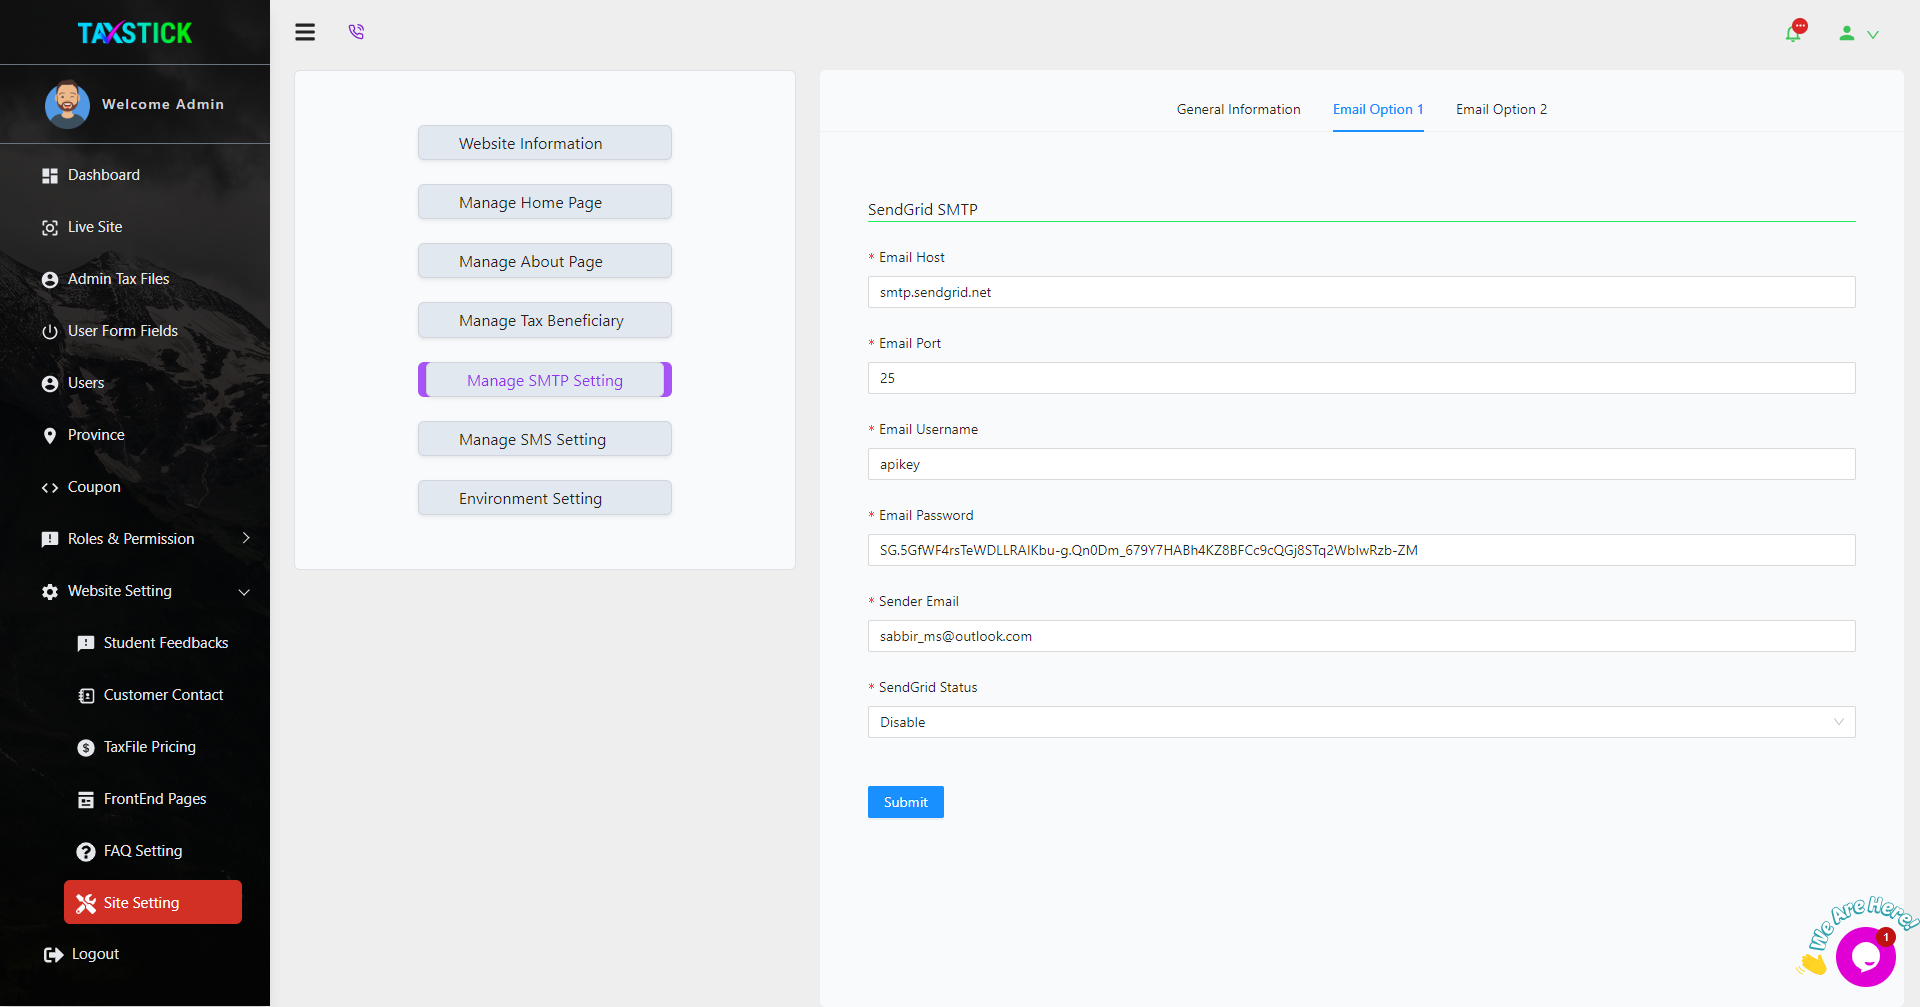 TAXSTICK
Welcome Admin
Dashboard
Live Site
Admin Tax Files
User Form Fields
Users
Province
Coupon
Roles & Permission
Website Setting
Student Feedbacks
Customer Contact
TaxFile Pricing
FrontEnd Pages
FAQ Setting
Site Setting
Logout
Website Information
Manage Home Page
Manage About Page
Manage Tax Beneficiary
Manage SMTP Setting
Manage SMS Setting
Environment Setting
General Information
Email Option 1
Email Option 2
SendGrid SMTP
* Email Host
smtp.sendgrid.net
* Email Port
25
* Email Username
apikey
* Email Password
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
* Sender Email
sabbir_ms@outlook.com
* SendGrid Status
Disable
Submit
We Are Here!
1